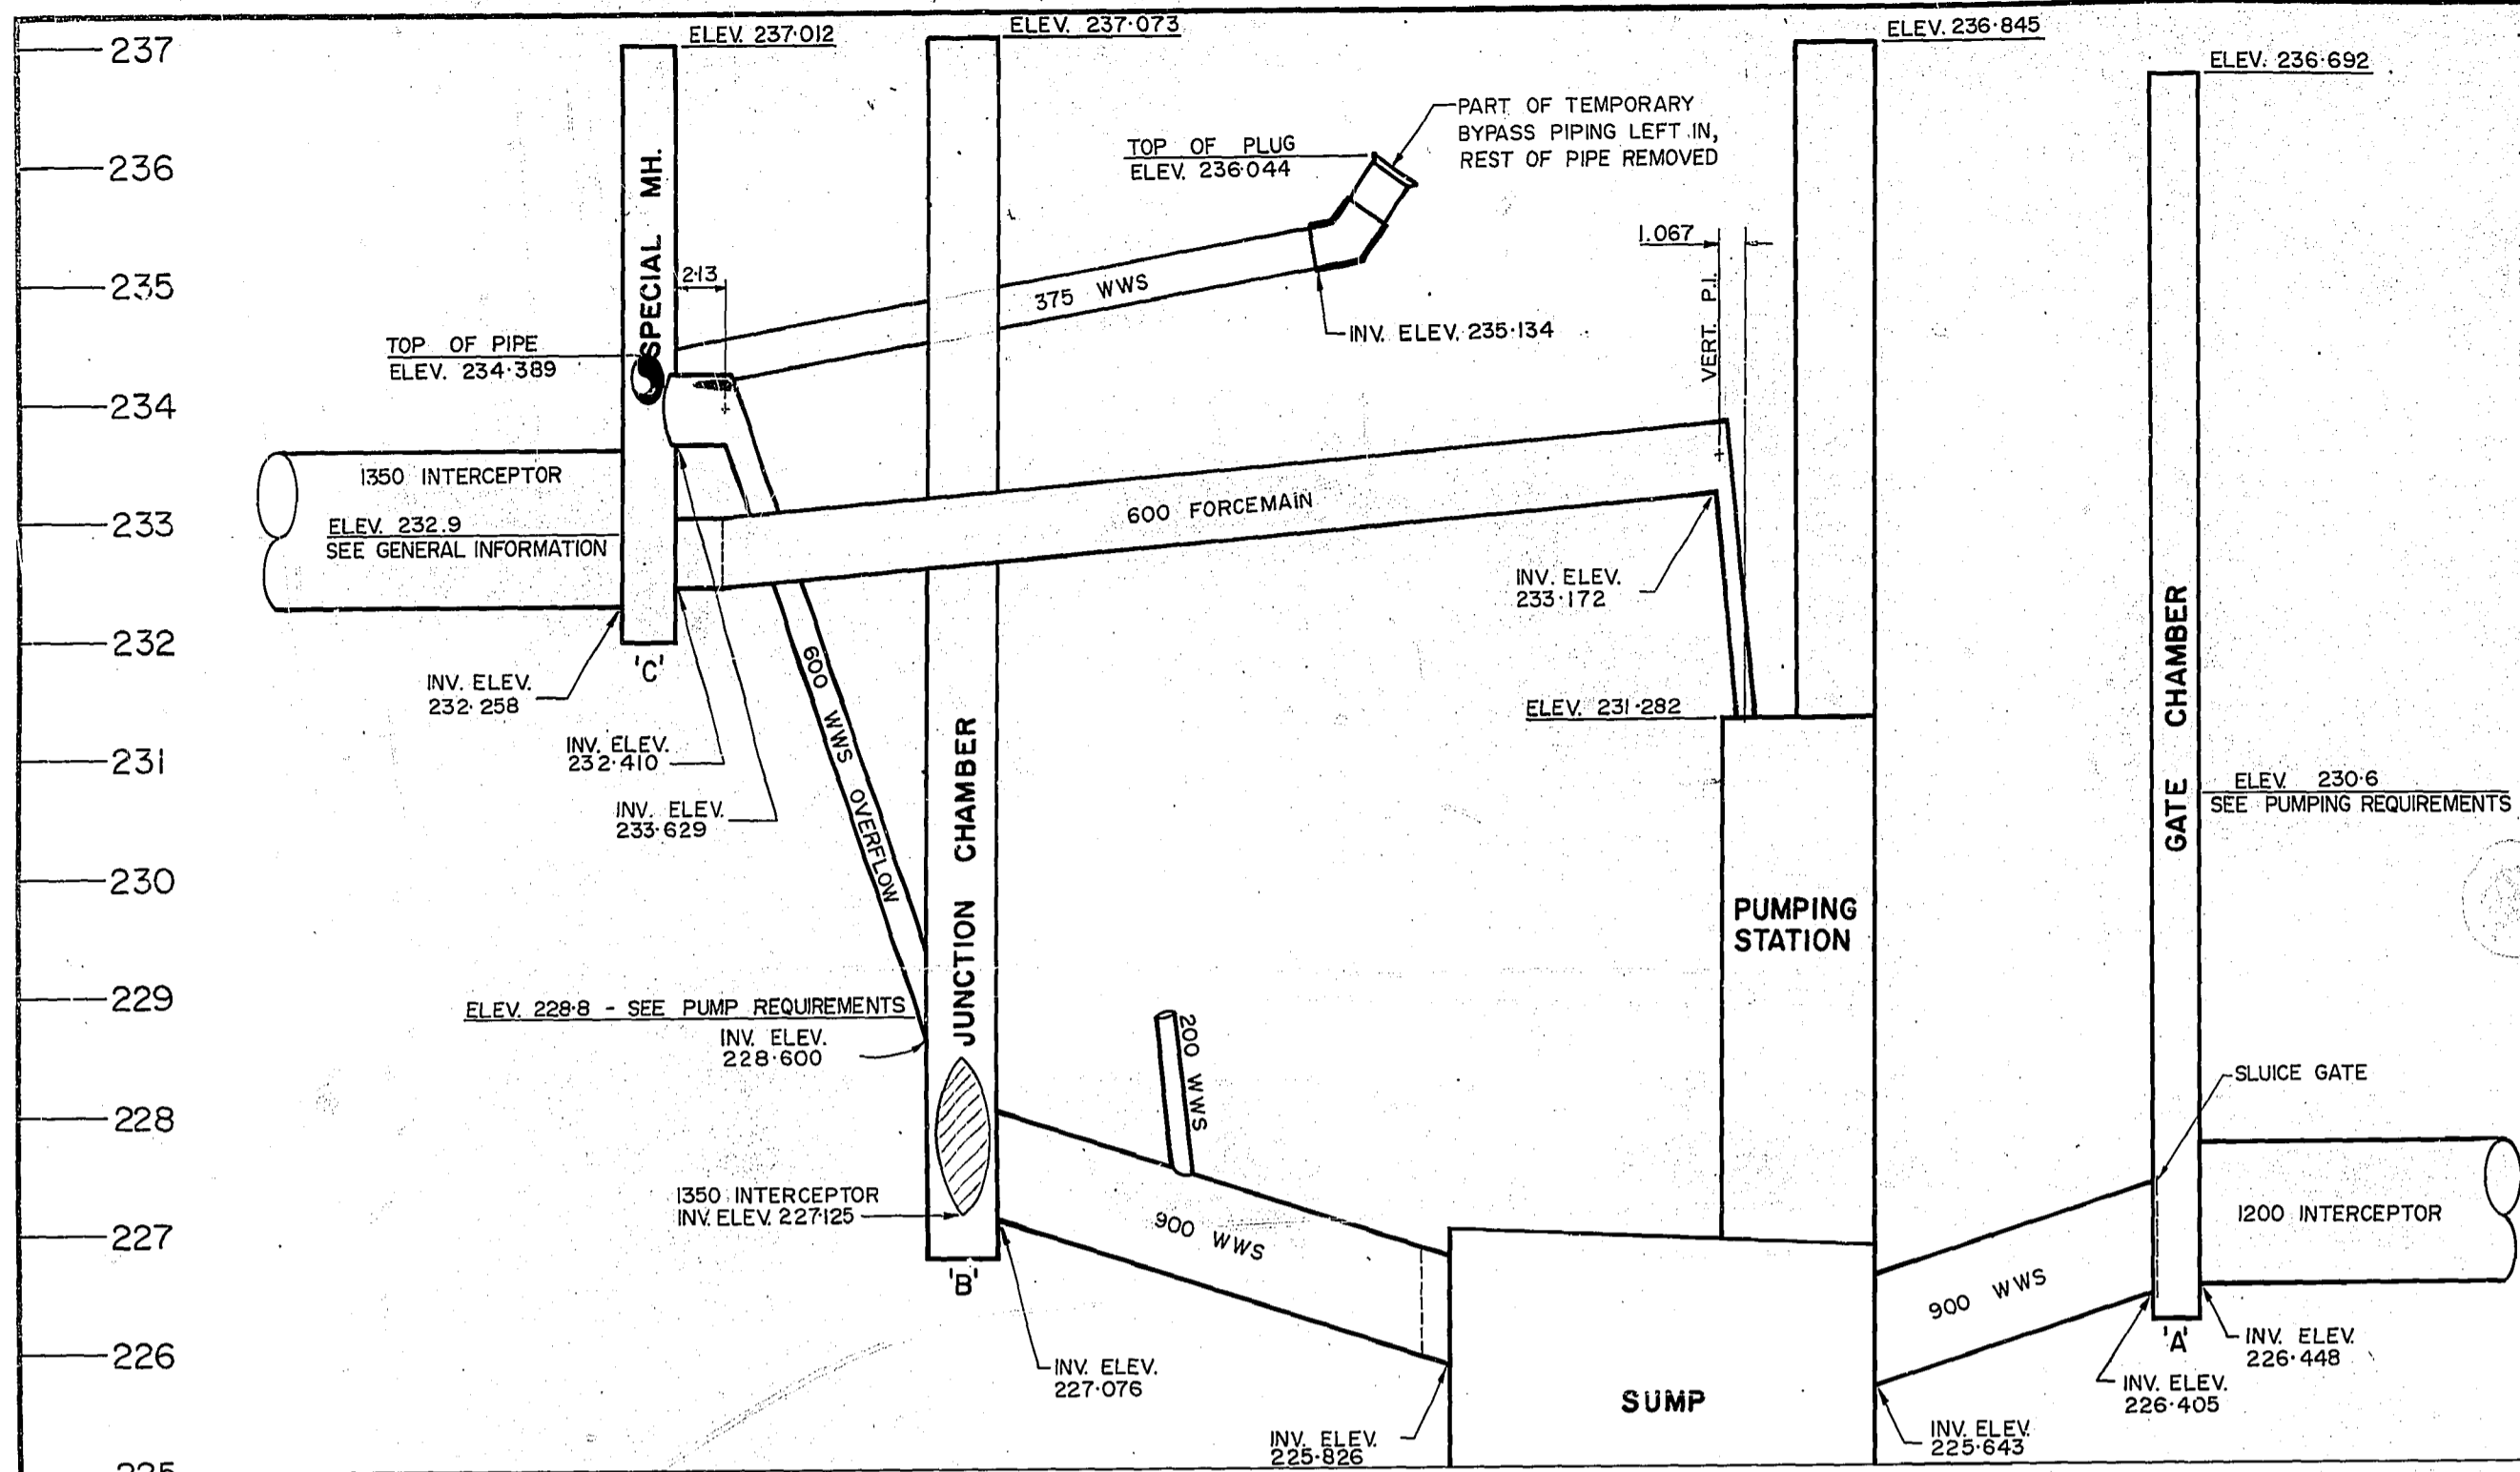 237
236
235
234
233
232
231
230
229
228
227
226
225
ELEV. 237·012
ELEV. 237·073
ELEV. 236·845
ELEV. 236·692
SPECIAL MH.
TOP OF PLUG
ELEV. 236·044
PART OF TEMPORARY
BYPASS PIPING LEFT IN,
REST OF PIPE REMOVED
2·13
1.067
VERT. P.I.
375 WWS
INV. ELEV. 235·134
TOP OF PIPE
ELEV. 234·389
1350 INTERCEPTOR
ELEV. 232.9
SEE GENERAL INFORMATION
600 FORCEMAIN
INV. ELEV.
233·172
INV. ELEV.
232·258
'C'
INV. ELEV.
232·410
INV. ELEV.
233·629
600 WWS OVERFLOW
JUNCTION CHAMBER
ELEV. 231·282
PUMPING
STATION
GATE CHAMBER
ELEV 230·6
SEE PUMPING REQUIREMENTS
ELEV. 228·8 - SEE PUMP REQUIREMENTS
INV. ELEV.
228·600
200 WWS
SLUICE GATE
1350 INTERCEPTOR
INV. ELEV. 227·125
900 WWS
1200 INTERCEPTOR
'B'
900 WWS
'A'
INV. ELEV.
226·448
INV. ELEV.
227·076
SUMP
INV. ELEV.
226·405
INV. ELEV.
225·826
INV. ELEV.
225·643